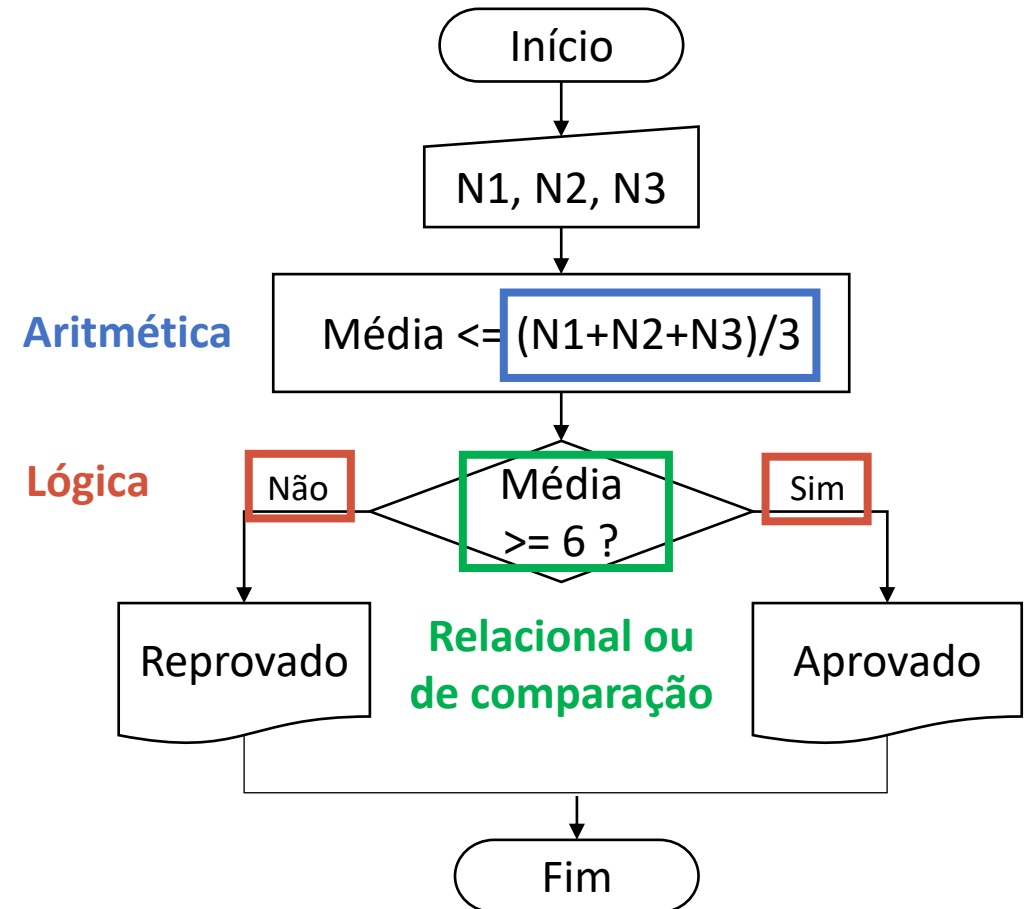 Início
N1, N2, N3
Aritmética
Média <= (N1+N2+N3)/3
Lógica
Não
Média
>= 6 ?
Sim
Reprovado
Relacional ou
de comparação
Aprovado
Fim